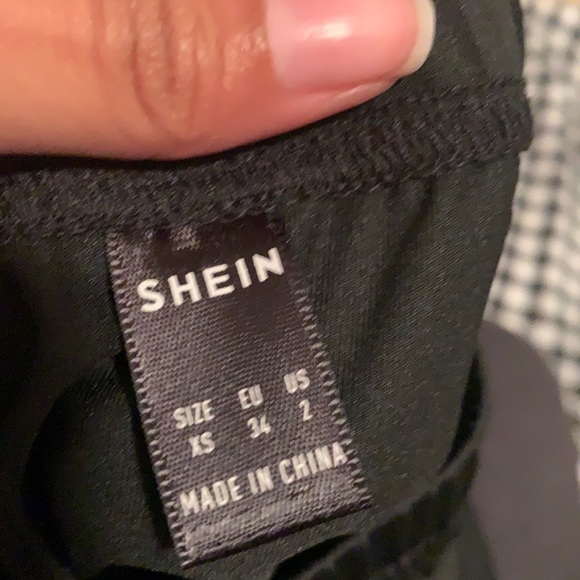 SHEIN
SIZE EU US
XS 34 2
MADE IN CHINA